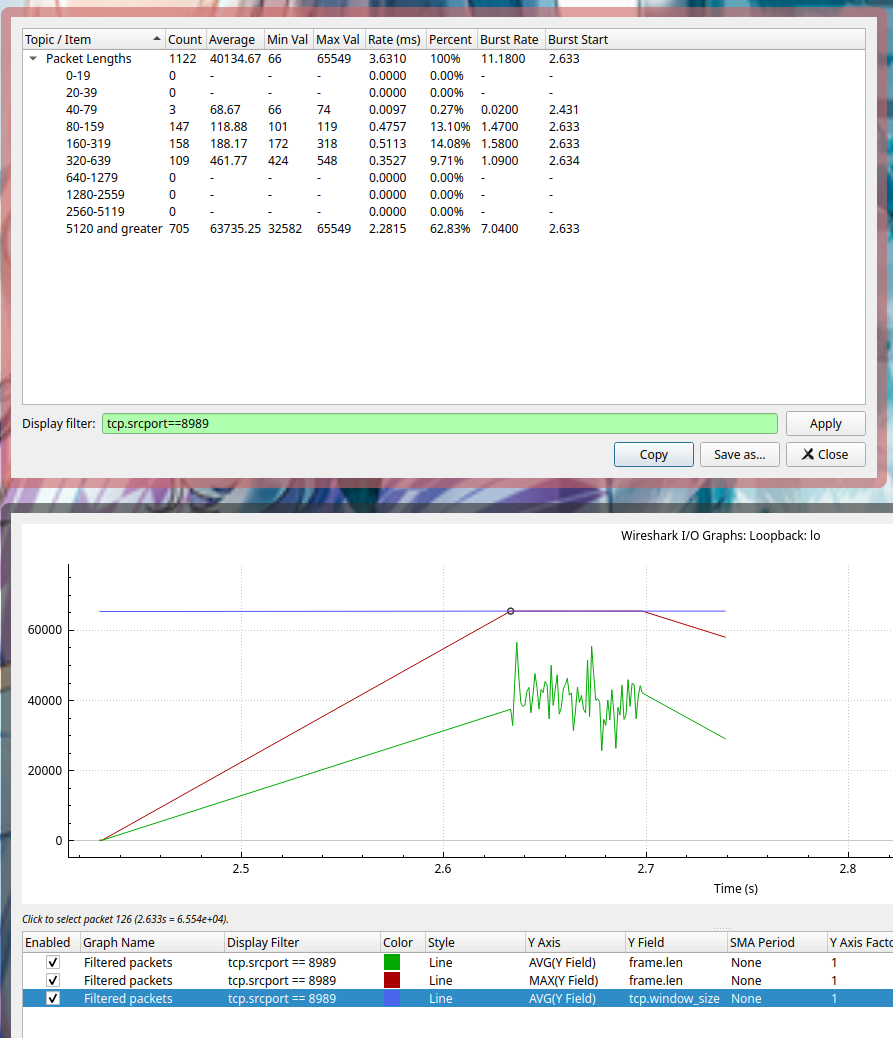 Topic / Item Count Average Min Val Max Val Rate (ms) Percent Burst Rate Burst Start
Packet Lengths 1122 40134.67 66 65549 3.6310 100% 11.1800 2.633
0-19 0 - - - 0.0000 0.00% - -
20-39 0 - - - 0.0000 0.00% - -
40-79 3 68.67 66 74 0.0097 0.27% 0.0200 2.431
80-159 147 118.88 101 119 0.4757 13.10% 1.4700 2.633
160-319 158 188.17 172 318 0.5113 14.08% 1.5800 2.633
320-639 109 461.77 424 548 0.3527 9.71% 1.0900 2.634
640-1279 0 - - - 0.0000 0.00% - -
1280-2559 0 - - - 0.0000 0.00% - -
2560-5119 0 - - - 0.0000 0.00% - -
5120 and greater 705 63735.25 32582 65549 2.2815 62.83% 7.0400 2.633
Display filter: tcp.srcport==8989 Apply
Copy Save as... Close
Wireshark I/O Graphs: Loopback: lo
60000
40000
20000
0
2.5 2.6 2.7 2.8
Time (s)
Click to select packet 126 (2.633s = 6.554e+04).
Enabled Graph Name Display Filter Color Style Y Axis Y Field SMA Period Y Axis Facto
Filtered packets tcp.srcport == 8989 Line AVG(Y Field) frame.len None 1
Filtered packets tcp.srcport == 8989 Line MAX(Y Field) frame.len None 1
Filtered packets tcp.srcport == 8989 Line AVG(Y Field) tcp.window_size None 1